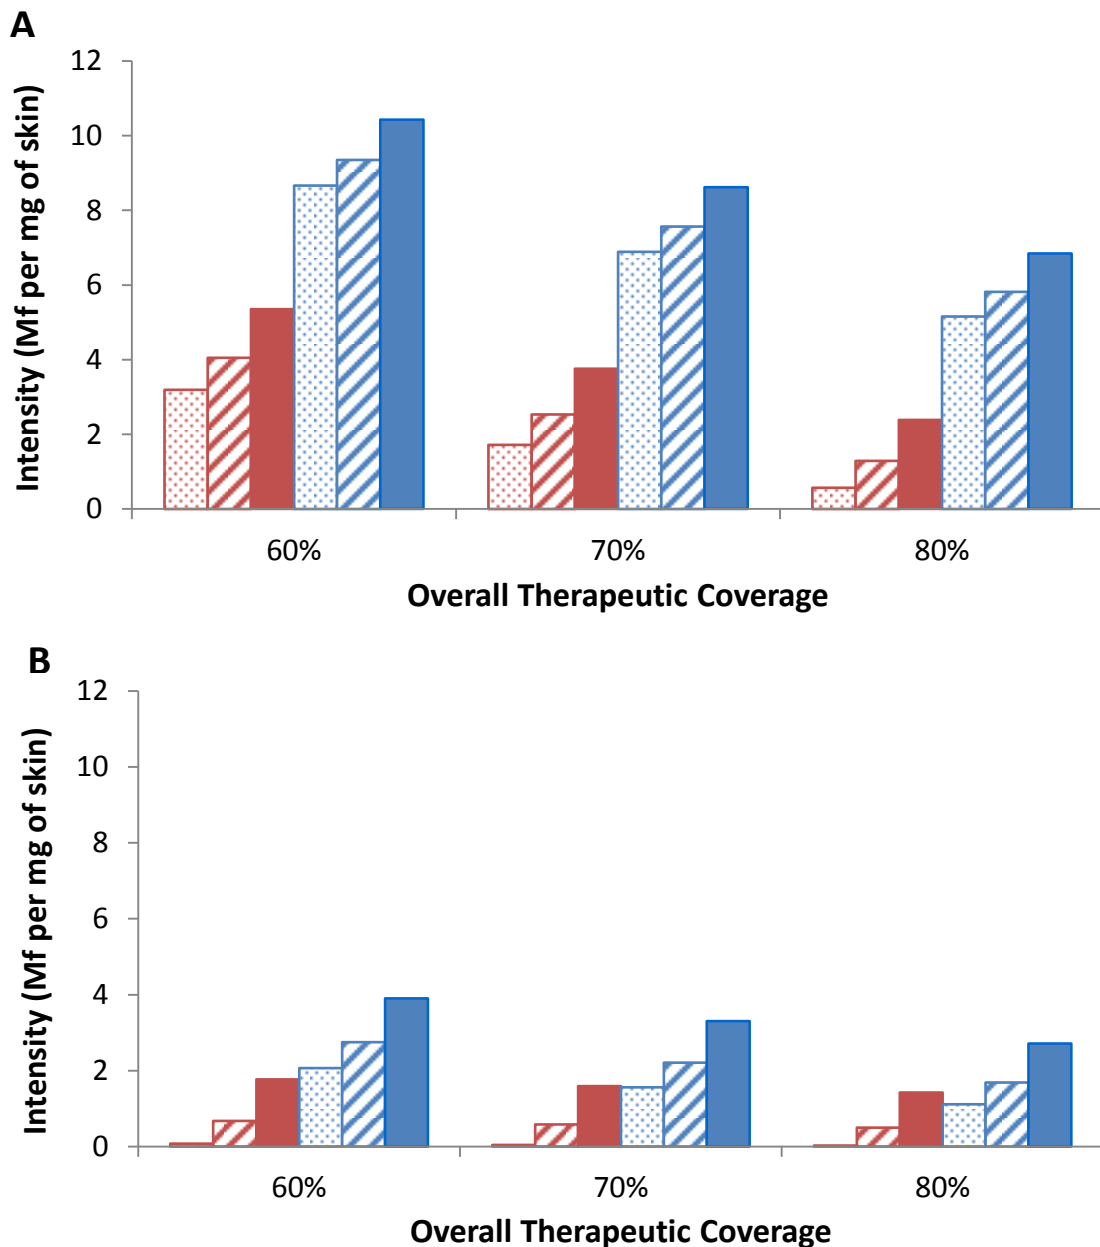 A
Intensity (Mf per mg of skin)
12
10
8
6
4
2
0
60% 70% 80%
Overall Therapeutic Coverage
B
Intensity (Mf per mg of skin)
12
10
8
6
4
2
0
60% 70% 80%
Overall Therapeutic Coverage